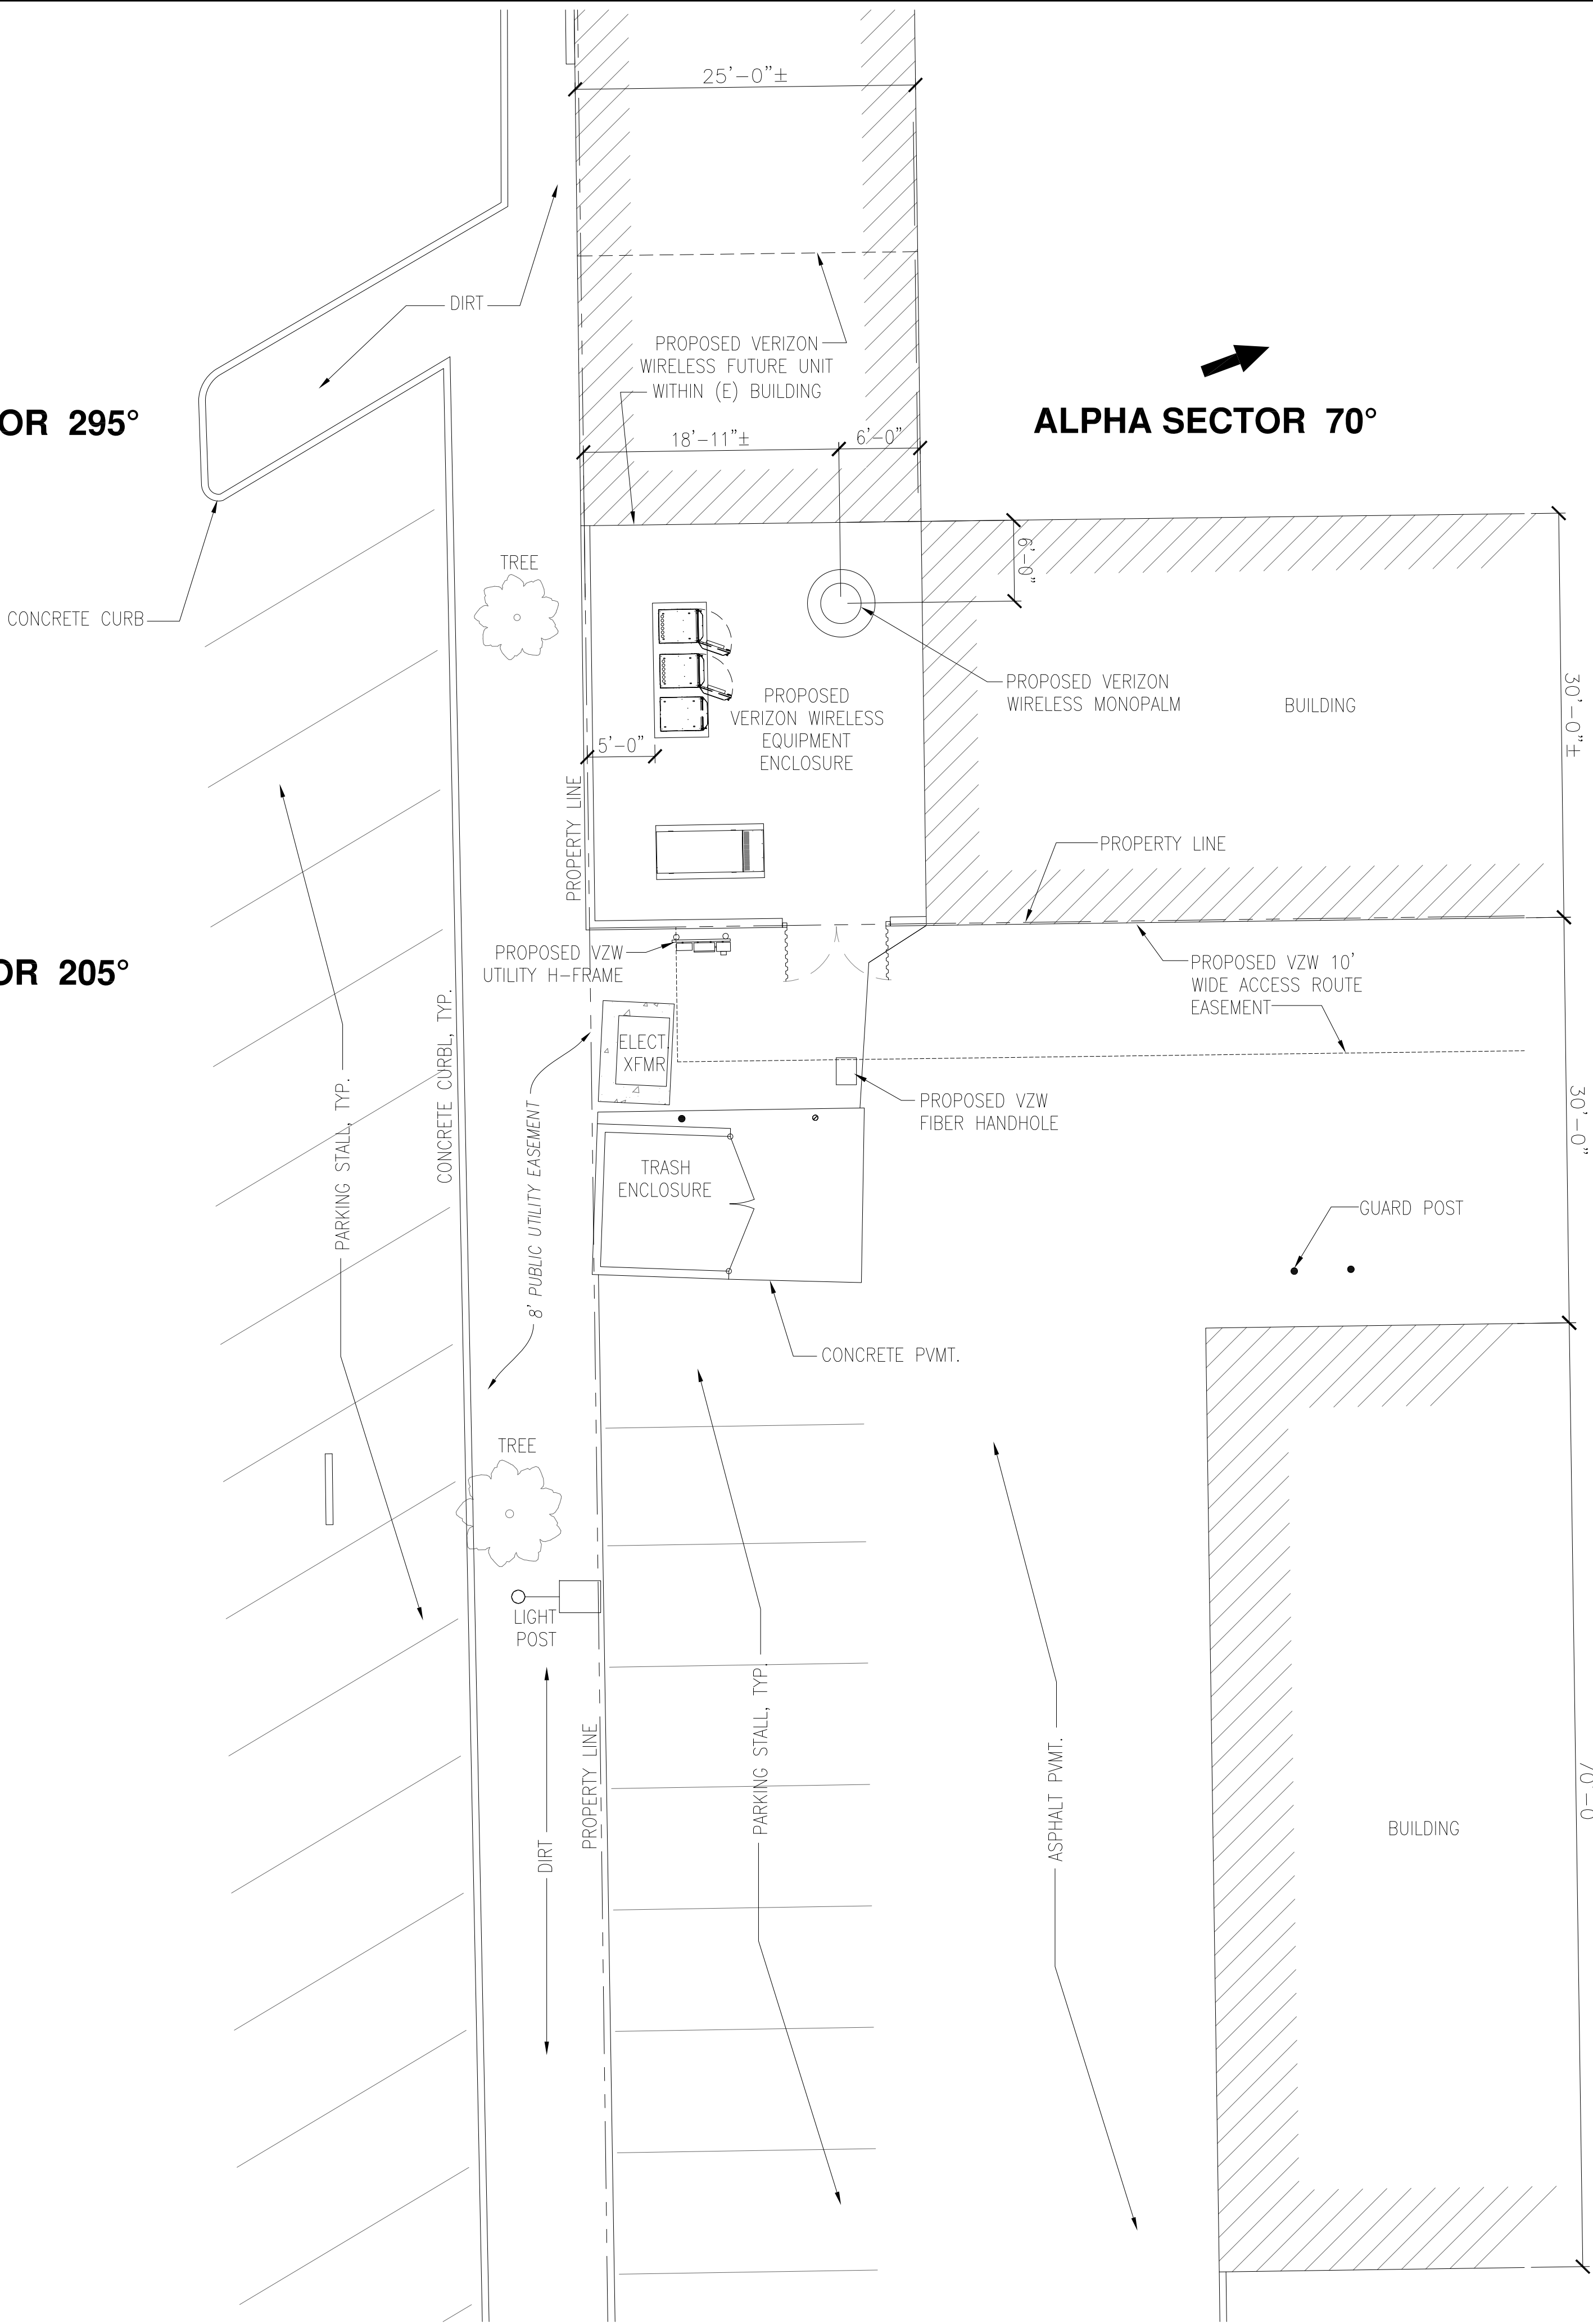 25'-0"±
DIRT
PROPOSED VERIZON
WIRELESS FUTURE UNIT
WITHIN (E) BUILDING
OR 295°
ALPHA SECTOR 70°
18'-11"±
6'-0"
6'-0"
TREE
CONCRETE CURB
PROPOSED VERIZON
WIRELESS MONOPALM
BUILDING
30'-0"±
PROPOSED
VERIZON WIRELESS
EQUIPMENT
ENCLOSURE
5'-0"
PROPERTY LINE
PROPERTY LINE
OR 205°
PROPOSED VZW
UTILITY H-FRAME
PROPOSED VZW 10'
WIDE ACCESS ROUTE
EASEMENT
ELECT.
XFMR
CONCRETE CURBL, TYP.
PARKING STALL, TYP.
8' PUBLIC UTILITY EASEMENT
PROPOSED VZW
FIBER HANDHOLE
30'-0"
TRASH
ENCLOSURE
GUARD POST
CONCRETE PVMT.
TREE
LIGHT
POST
PROPERTY LINE
DIRT
PARKING STALL, TYP.
ASPHALT PVMT.
BUILDING
70'-0